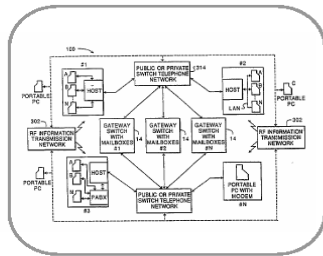 100
#1
A
B
N
HOST
PUBLIC OR PRIVATE
SWITCH TELEPHONE
NETWORK
314
#2
HOST
A
B
N
LAN
C
PORTABLE
PC
PORTABLE
PC
302
RF INFORMATION
TRANSMISSION
NETWORK
GATEWAY
SWITCH
WITH
MAILBOXES
#1
14
GATEWAY
SWITCH
WITH
MAILBOXES
#2
14
GATEWAY
SWITCH
WITH
MAILBOXES
#N
14
302
RF INFORMATION
TRANSMISSION
NETWORK
PORTABLE
PC
A
B
N
HOST
PABX
#3
PUBLIC OR PRIVATE
SWITCH TELEPHONE
NETWORK
PORTABLE
PC WITH
MODEM
#N
PORTABLE
PC